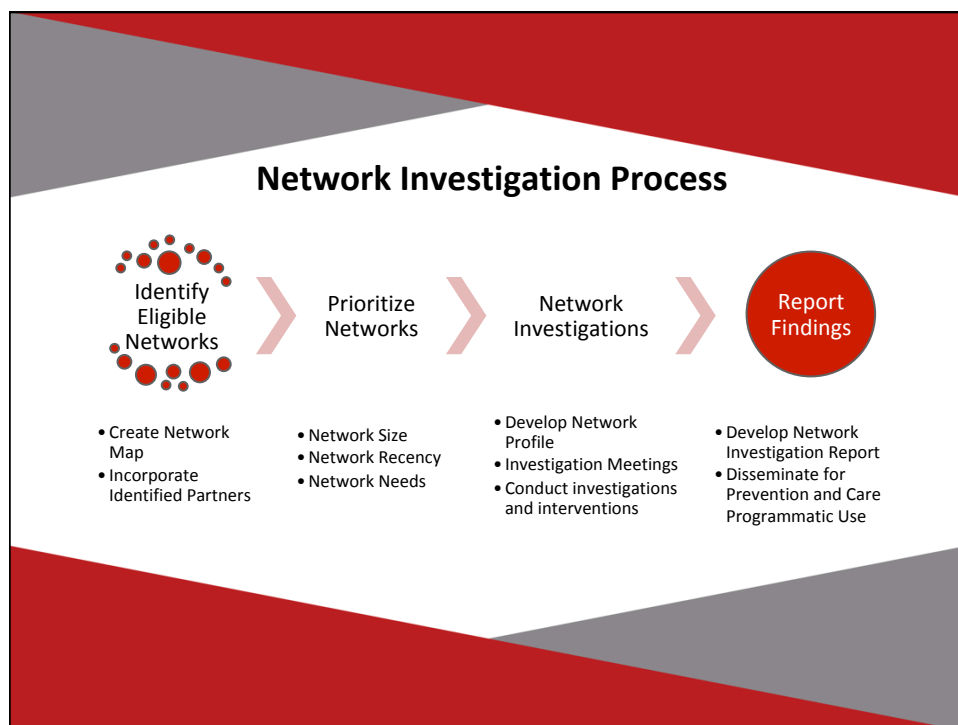 Network Investigation Process
Identify
Eligible
Networks
Prioritize
Networks
Network
Investigations
Report
Findings
• Create Network
Map
• Incorporate
Identified Partners
• Network Size
• Network Recency
• Network Needs
• Develop Network
Profile
• Investigation Meetings
• Conduct investigations
and interventions
• Develop Network
Investigation Report
• Disseminate for
Prevention and Care
Programmatic Use